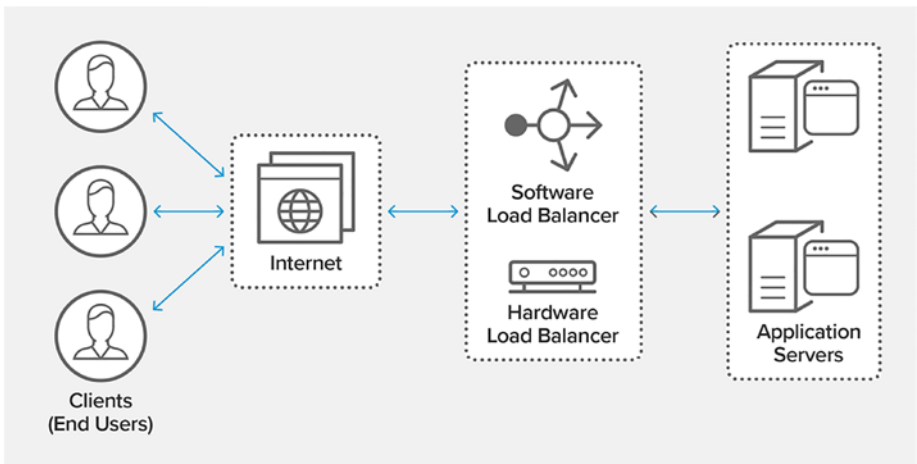 Clients
(End Users)
Internet
Software
Load Balancer
Hardware
Load Balancer
Application
Servers